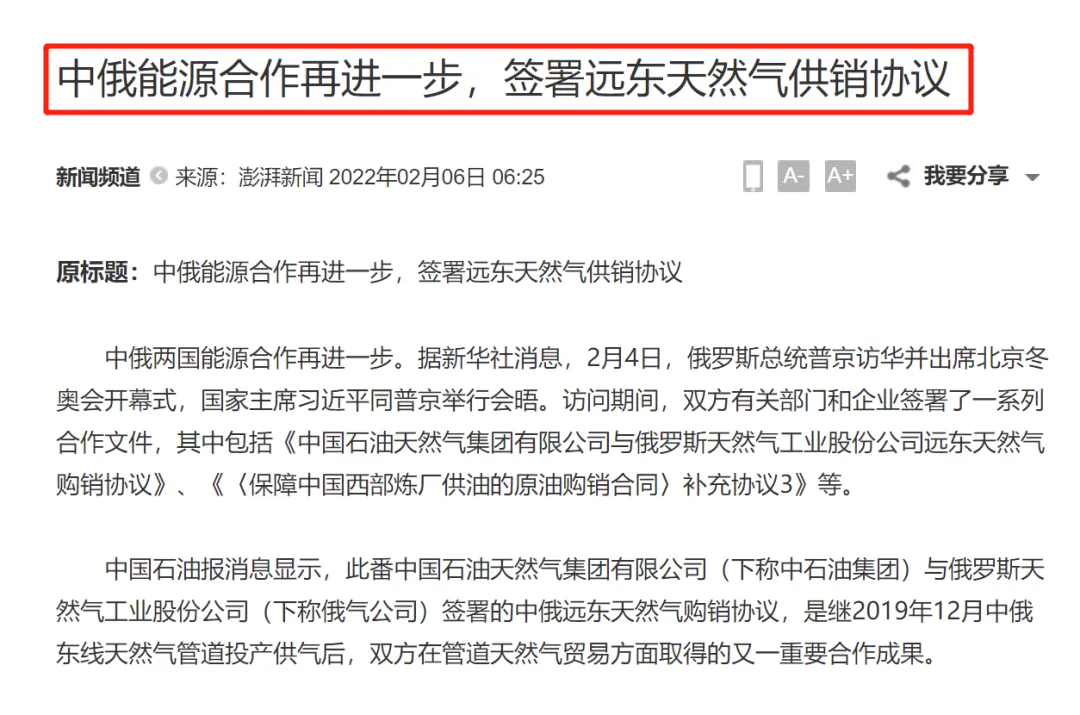 中俄能源合作再进一步，签署远东天然气供销协议
新闻频道 来源：澎湃新闻 2022年02月06日 06:25 A- A+ 我要分享
原标题：中俄能源合作再进一步，签署远东天然气供销协议
中俄两国能源合作再进一步。据新华社消息，2月4日，俄罗斯总统普京访华并出席北京冬
奥会开幕式，国家主席习近平同普京举行会晤。访问期间，双方有关部门和企业签署了一系列
合作文件，其中包括《中国石油天然气集团有限公司与俄罗斯天然气工业股份公司远东天然气
购销协议》、《〈保障中国西部炼厂供油的原油购销合同〉补充协议3》等。
中国石油报消息显示，此番中国石油天然气集团有限公司（下称中石油集团）与俄罗斯天
然气工业股份公司（下称俄气公司）签署的中俄远东天然气购销协议，是继2019年12月中俄
东线天然气管道投产供气后，双方在管道天然气贸易方面取得的又一重要合作成果。